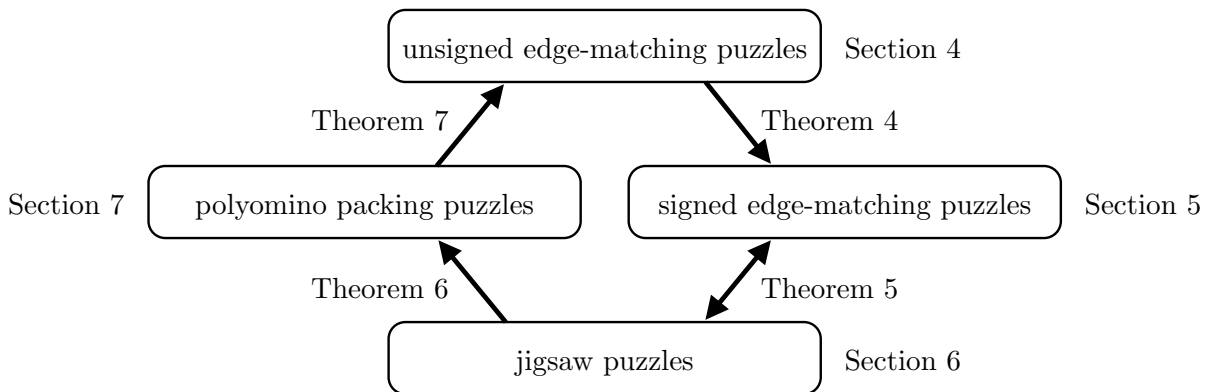 unsigned edge-matching puzzles Section 4
Theorem 7 Theorem 4
Section 7 polyomino packing puzzles signed edge-matching puzzles Section 5
Theorem 6 Theorem 5
jigsaw puzzles Section 6